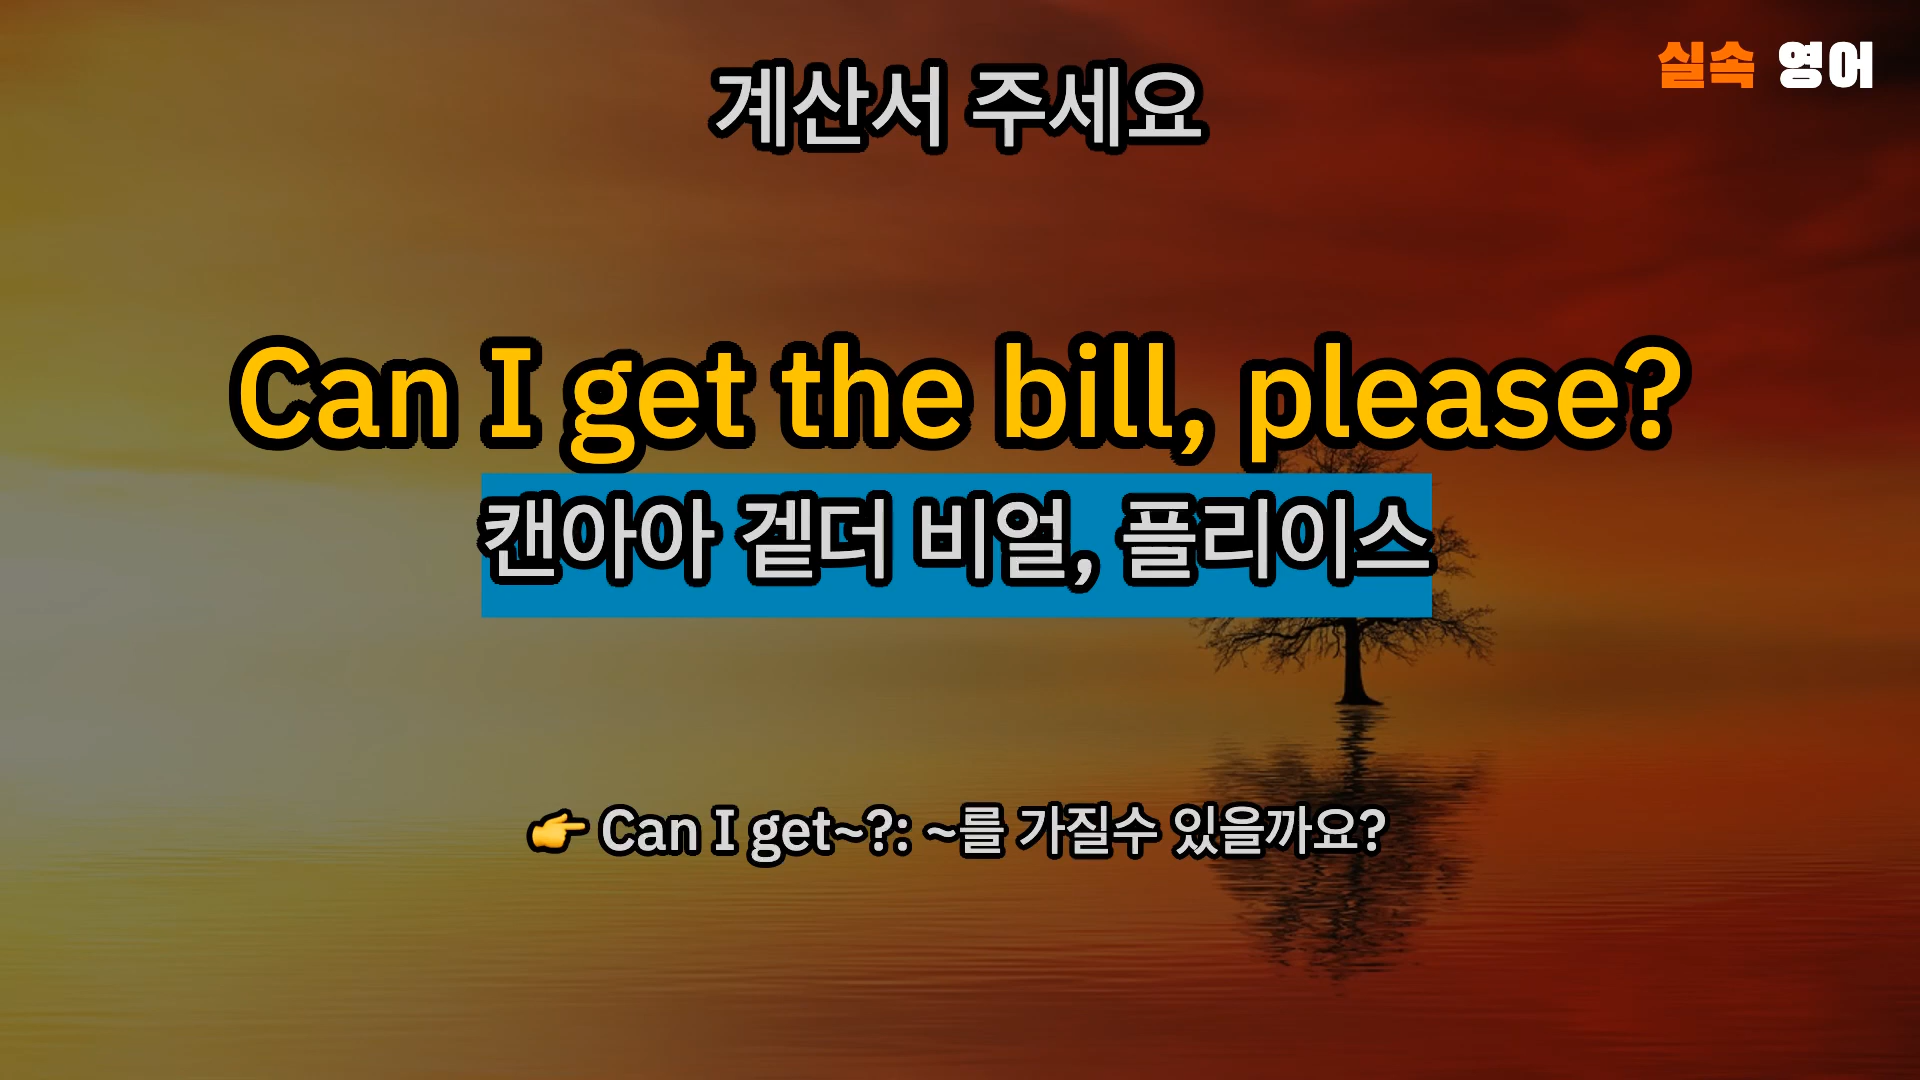 실속 영어
계산서 주세요
Can I get the bill, please?
캔아아 겥더 비얼, 플리이스
👉 Can I get~?: ~를 가질수 있을까요?